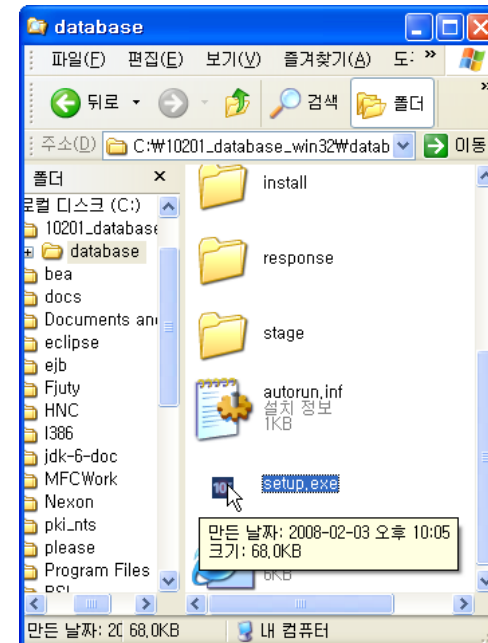 database
파일(F) 편집(E) 보기(V) 즐겨찾기(A) 도: »
뒤로 검색 폴더 »
주소(D) C:\10201_database_win32\datab 이동
폴더 ×
로컬 디스크 (C:)
10201_database
database
bea
docs
Documents an
eclipse
ejb
Fjuty
HNC
I386
jdk-6-doc
MFCWork
Nexon
pki_nts
please
Program Files
install
response
stage
autorun.inf
설치 정보
1KB
setup.exe
만든 날짜: 2008-02-03 오후 10:05
크기: 68.0KB
6KB
만든 날짜: 20 68.0KB 내 컴퓨터